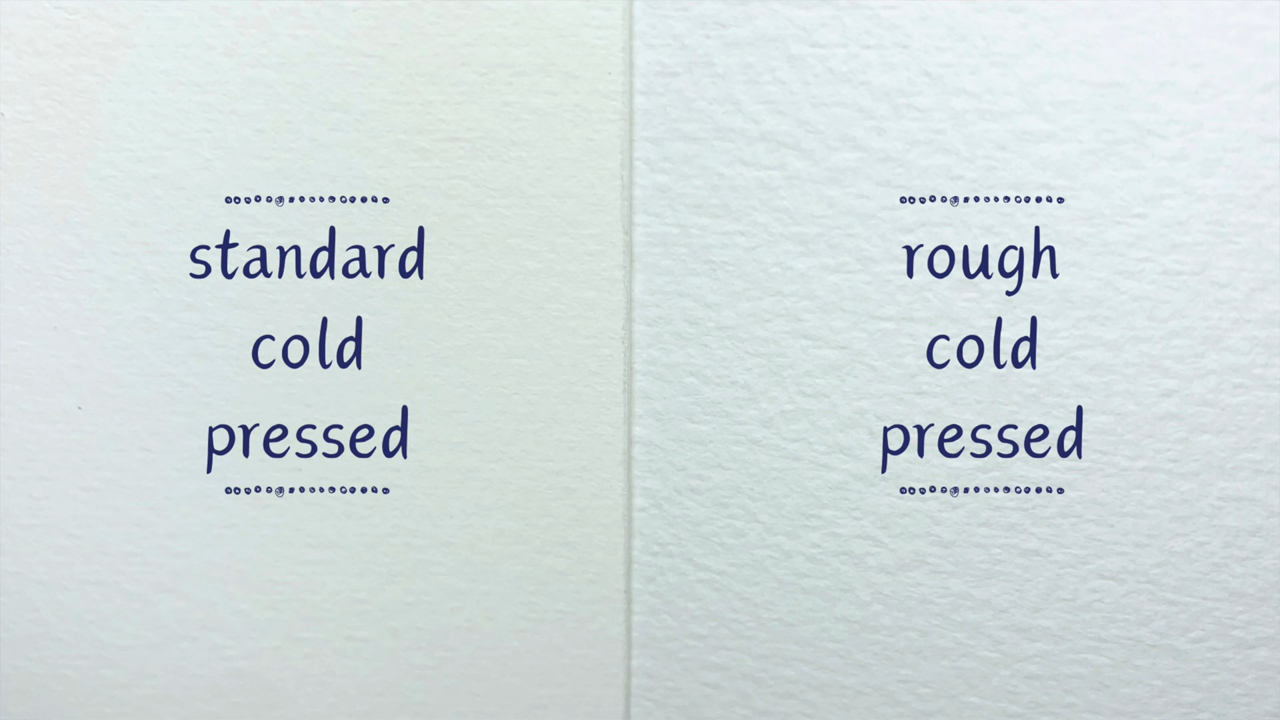 standard
cold
pressed
rough
cold
pressed